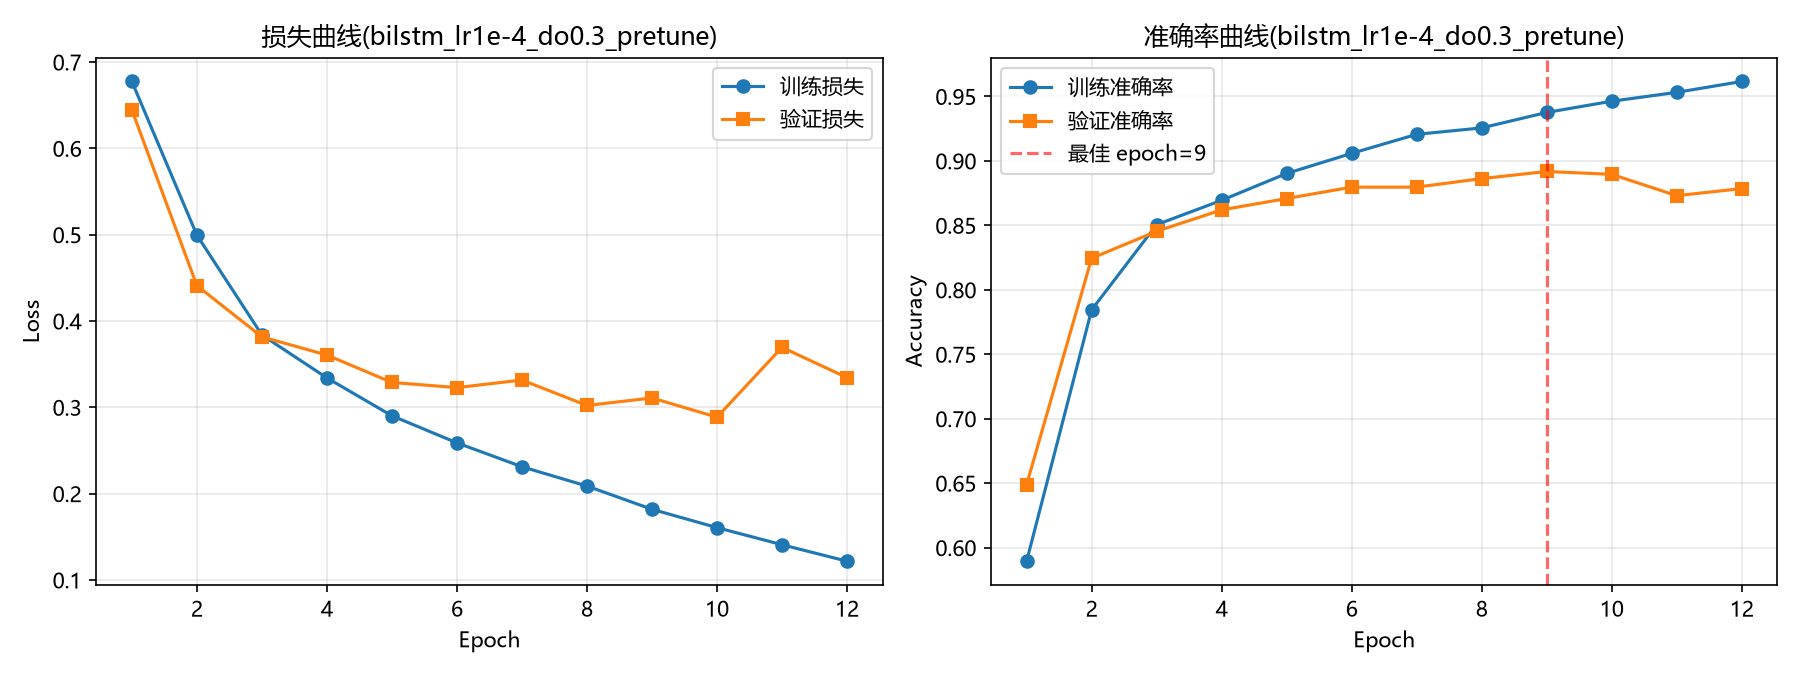 损失曲线(bilstm_lr1e-4_do0.3_pretune)
0.7
0.6
0.5
0.4
0.3
0.2
0.1
Loss
训练损失
验证损失
2 4 6 8 10 12
Epoch
准确率曲线(bilstm_lr1e-4_do0.3_pretune)
0.95
0.90
0.85
0.80
0.75
0.70
0.65
0.60
Accuracy
训练准确率
验证准确率
最佳 epoch=9
2 4 6 8 10 12
Epoch